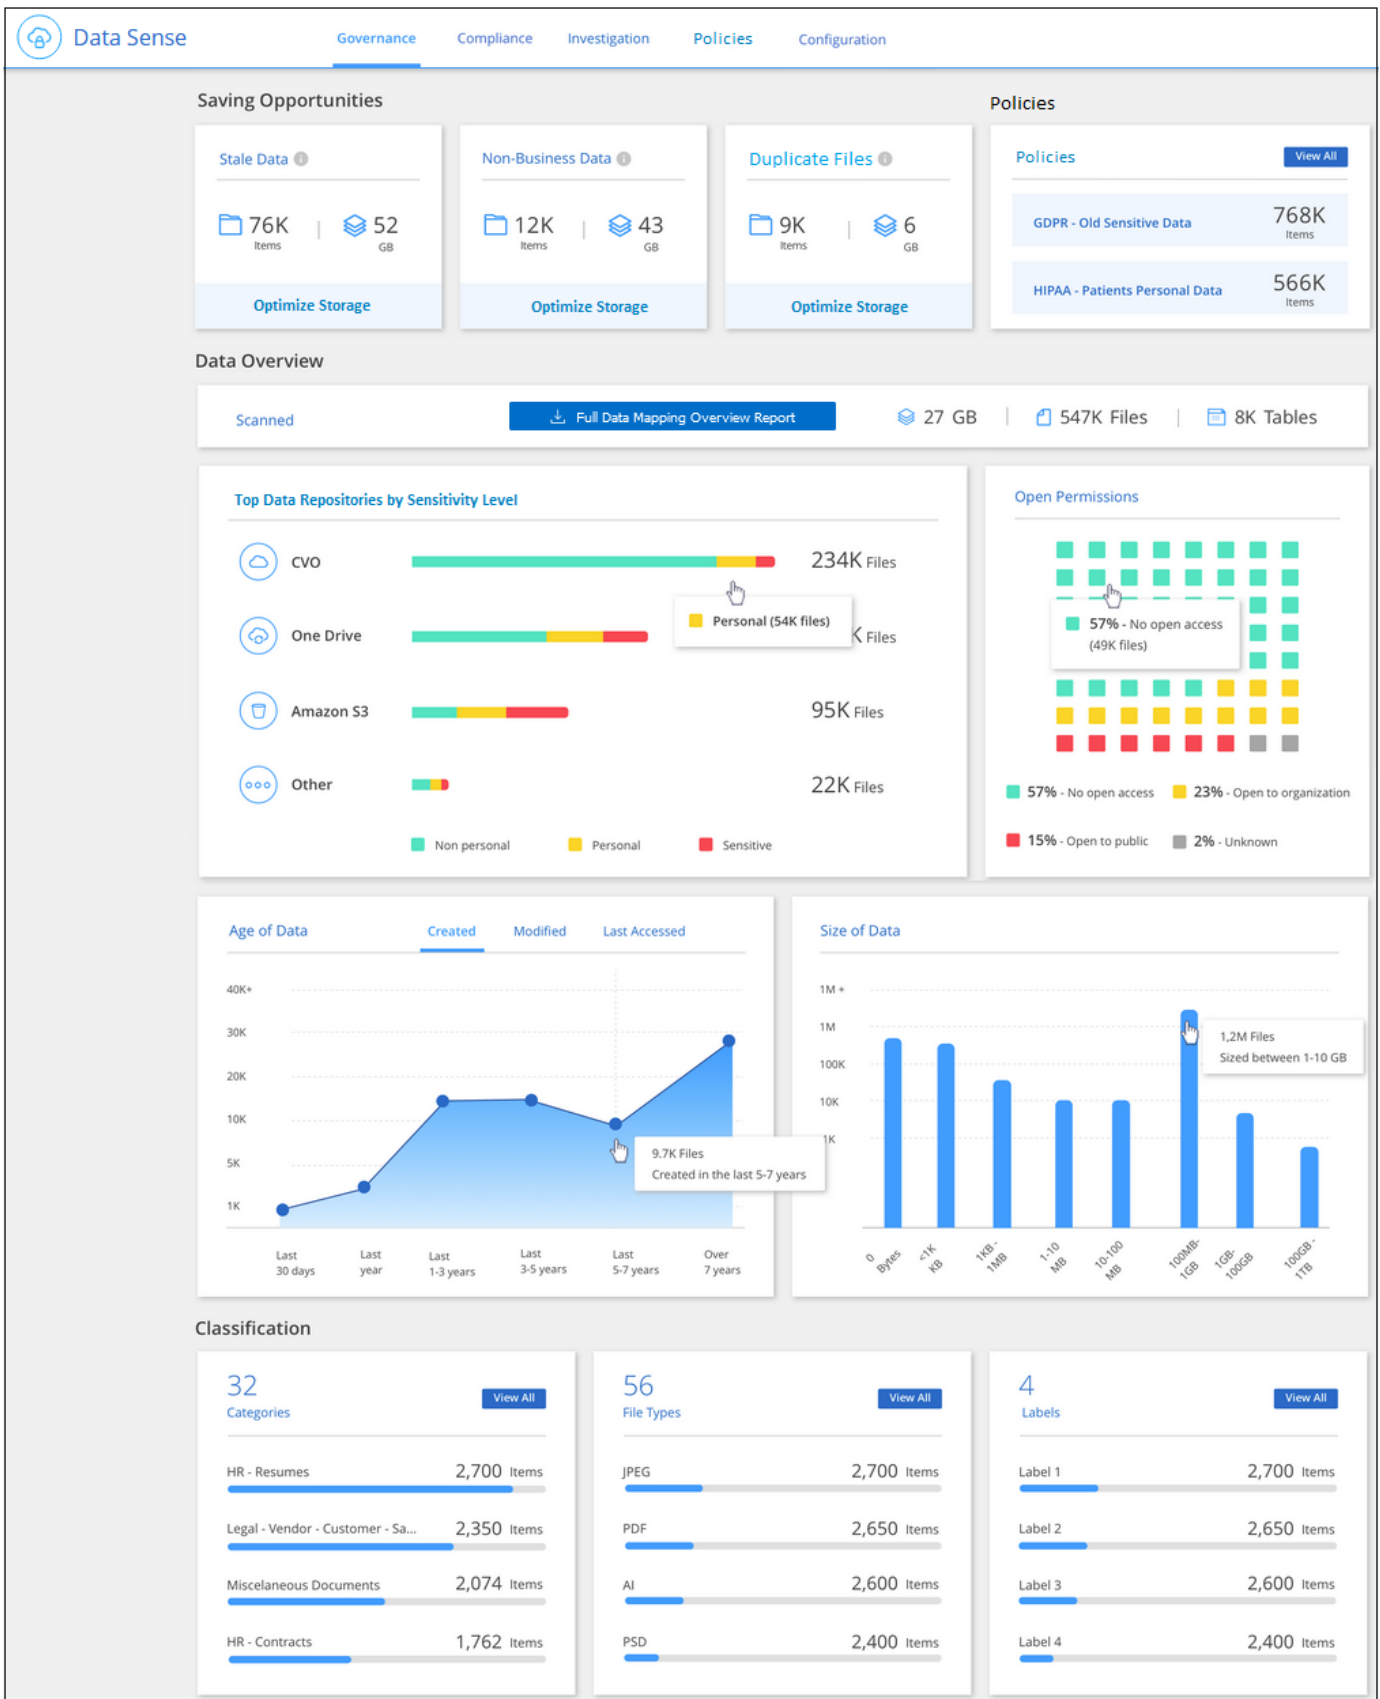 Data Sense
Governance
Compliance
Investigation
Policies
Configuration
Saving Opportunities
Policies
Stale Data
76K
Items
52
GB
Optimize Storage
Non-Business Data
12K
Items
43
GB
Optimize Storage
Duplicate Files
9K
Items
6
GB
Optimize Storage
Policies
View All
GDPR - Old Sensitive Data
768K
Items
HIPAA - Patients Personal Data
566K
Items
Data Overview
Scanned
Full Data Mapping Overview Report
27 GB
547K Files
8K Tables
Top Data Repositories by Sensitivity Level
CVO
234K Files
Personal (54K files)
One Drive
K Files
Amazon S3
95K Files
Other
22K Files
Non personal
Personal
Sensitive
Open Permissions
57% - No open access
(49K files)
57% - No open access
23% - Open to organization
15% - Open to public
2% - Unknown
Age of Data
Created
Modified
Last Accessed
40K+
30K
20K
10K
5K
1K
9.7K Files
Created in the last 5-7 years
Last
30 days
Last
year
Last
1-3 years
Last
3-5 years
Last
5-7 years
Over
7 years
Size of Data
1M +
1M
100K
10K
1K
1,2M Files
Sized between 1-10 GB
0
Bytes
<1K
KB
1KB -
1MB
1-10
MB
10-100
MB
100MB-
1GB
1GB-
100GB
100GB -
1TB
Classification
32
Categories
View All
HR - Resumes
2,700 Items
Legal - Vendor - Customer - Sa...
2,350 Items
Miscelaneous Documents
2,074 Items
HR - Contracts
1,762 Items
56
File Types
View All
JPEG
2,700 Items
PDF
2,650 Items
AI
2,600 Items
PSD
2,400 Items
4
Labels
View All
Label 1
2,700 Items
Label 2
2,650 Items
Label 3
2,600 Items
Label 4
2,400 Items